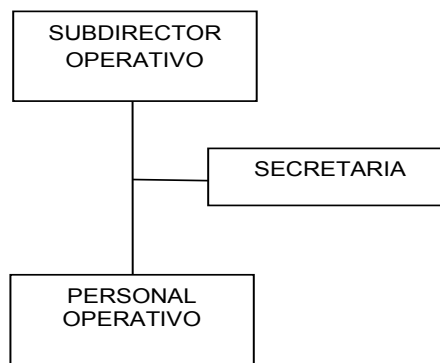 SUBDIRECTOR
OPERATIVO
SECRETARIA
PERSONAL
OPERATIVO